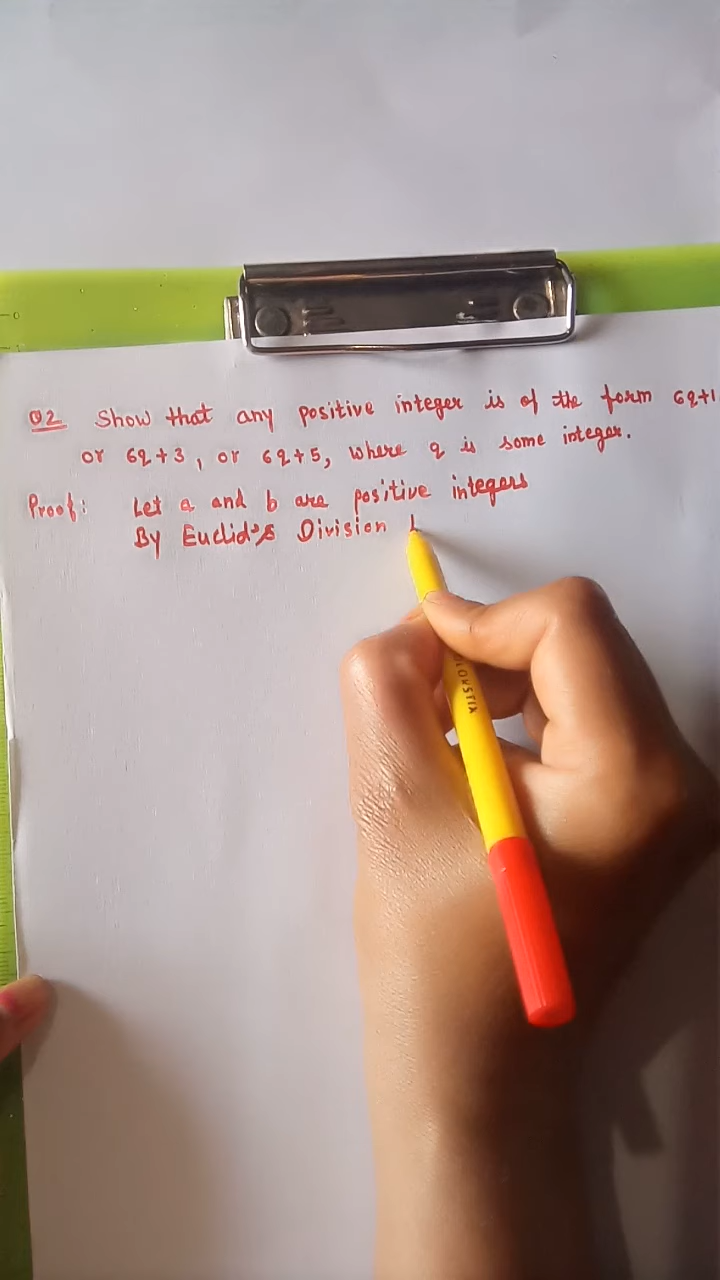 Q2 Show that any positive integer is of the form 6q+1
or 6q+3, or 6q+5, where q is some integer.
Proof: Let a and b are positive integers
By Euclid's Division